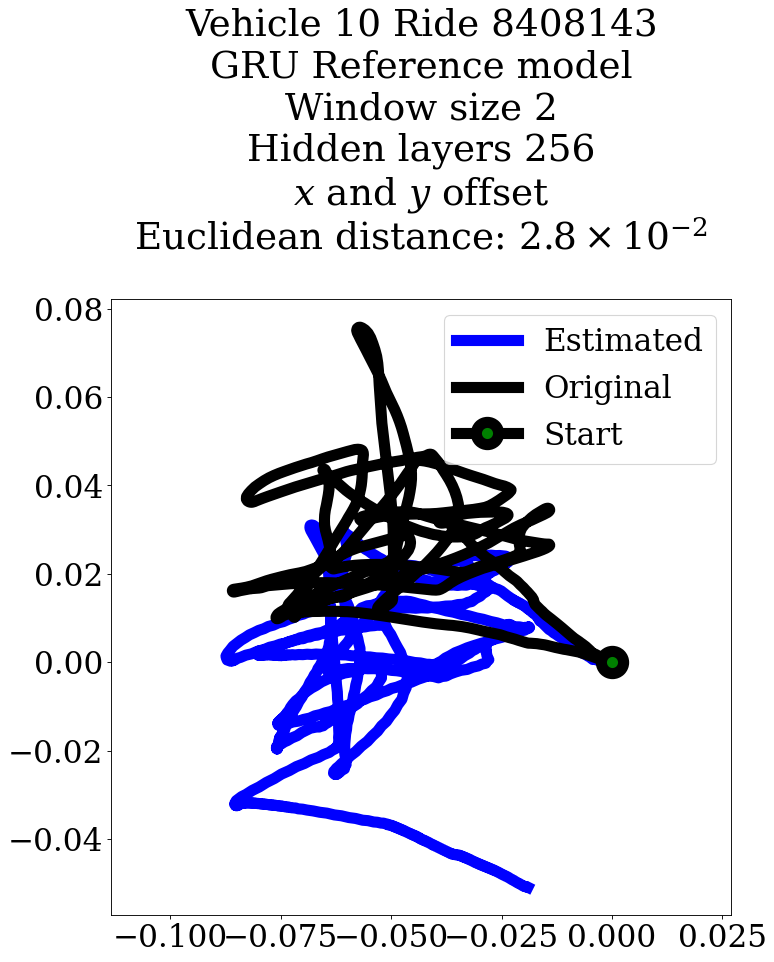 Vehicle 10 Ride 8408143
GRU Reference model
Window size 2
Hidden layers 256
x and y offset
Euclidean distance: 2.8 × 10⁻²
Estimated
Original
Start
0.08
0.06
0.04
0.02
0.00
−0.02
−0.04
−0.100 −0.075 −0.050 −0.025 0.000 0.025